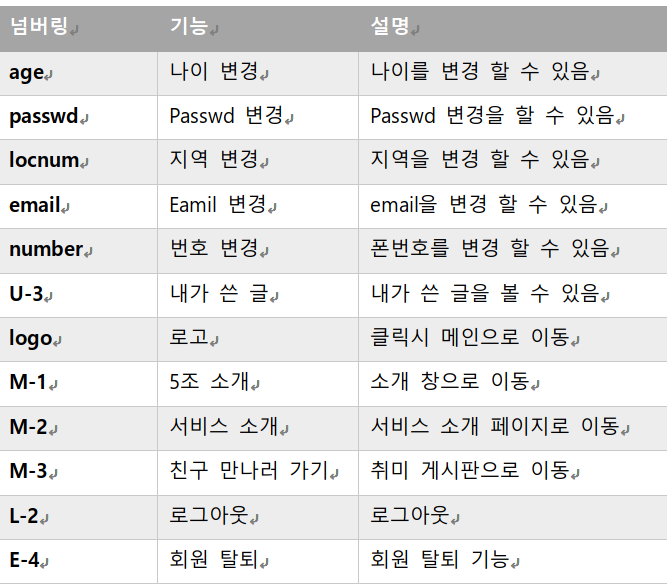 넘버링 기능 설명
age 나이 변경 나이를 변경 할 수 있음
passwd Passwd 변경 Passwd 변경을 할 수 있음
locnum 지역 변경 지역을 변경 할 수 있음
email Eamil 변경 email을 변경 할 수 있음
number 번호 변경 폰번호를 변경 할 수 있음
U-3 내가 쓴 글 내가 쓴 글을 볼 수 있음
logo 로고 클릭시 메인으로 이동
M-1 5조 소개 소개 창으로 이동
M-2 서비스 소개 서비스 소개 페이지로 이동
M-3 친구 만나러 가기 취미 게시판으로 이동
L-2 로그아웃 로그아웃
E-4 회원 탈퇴 회원 탈퇴 기능